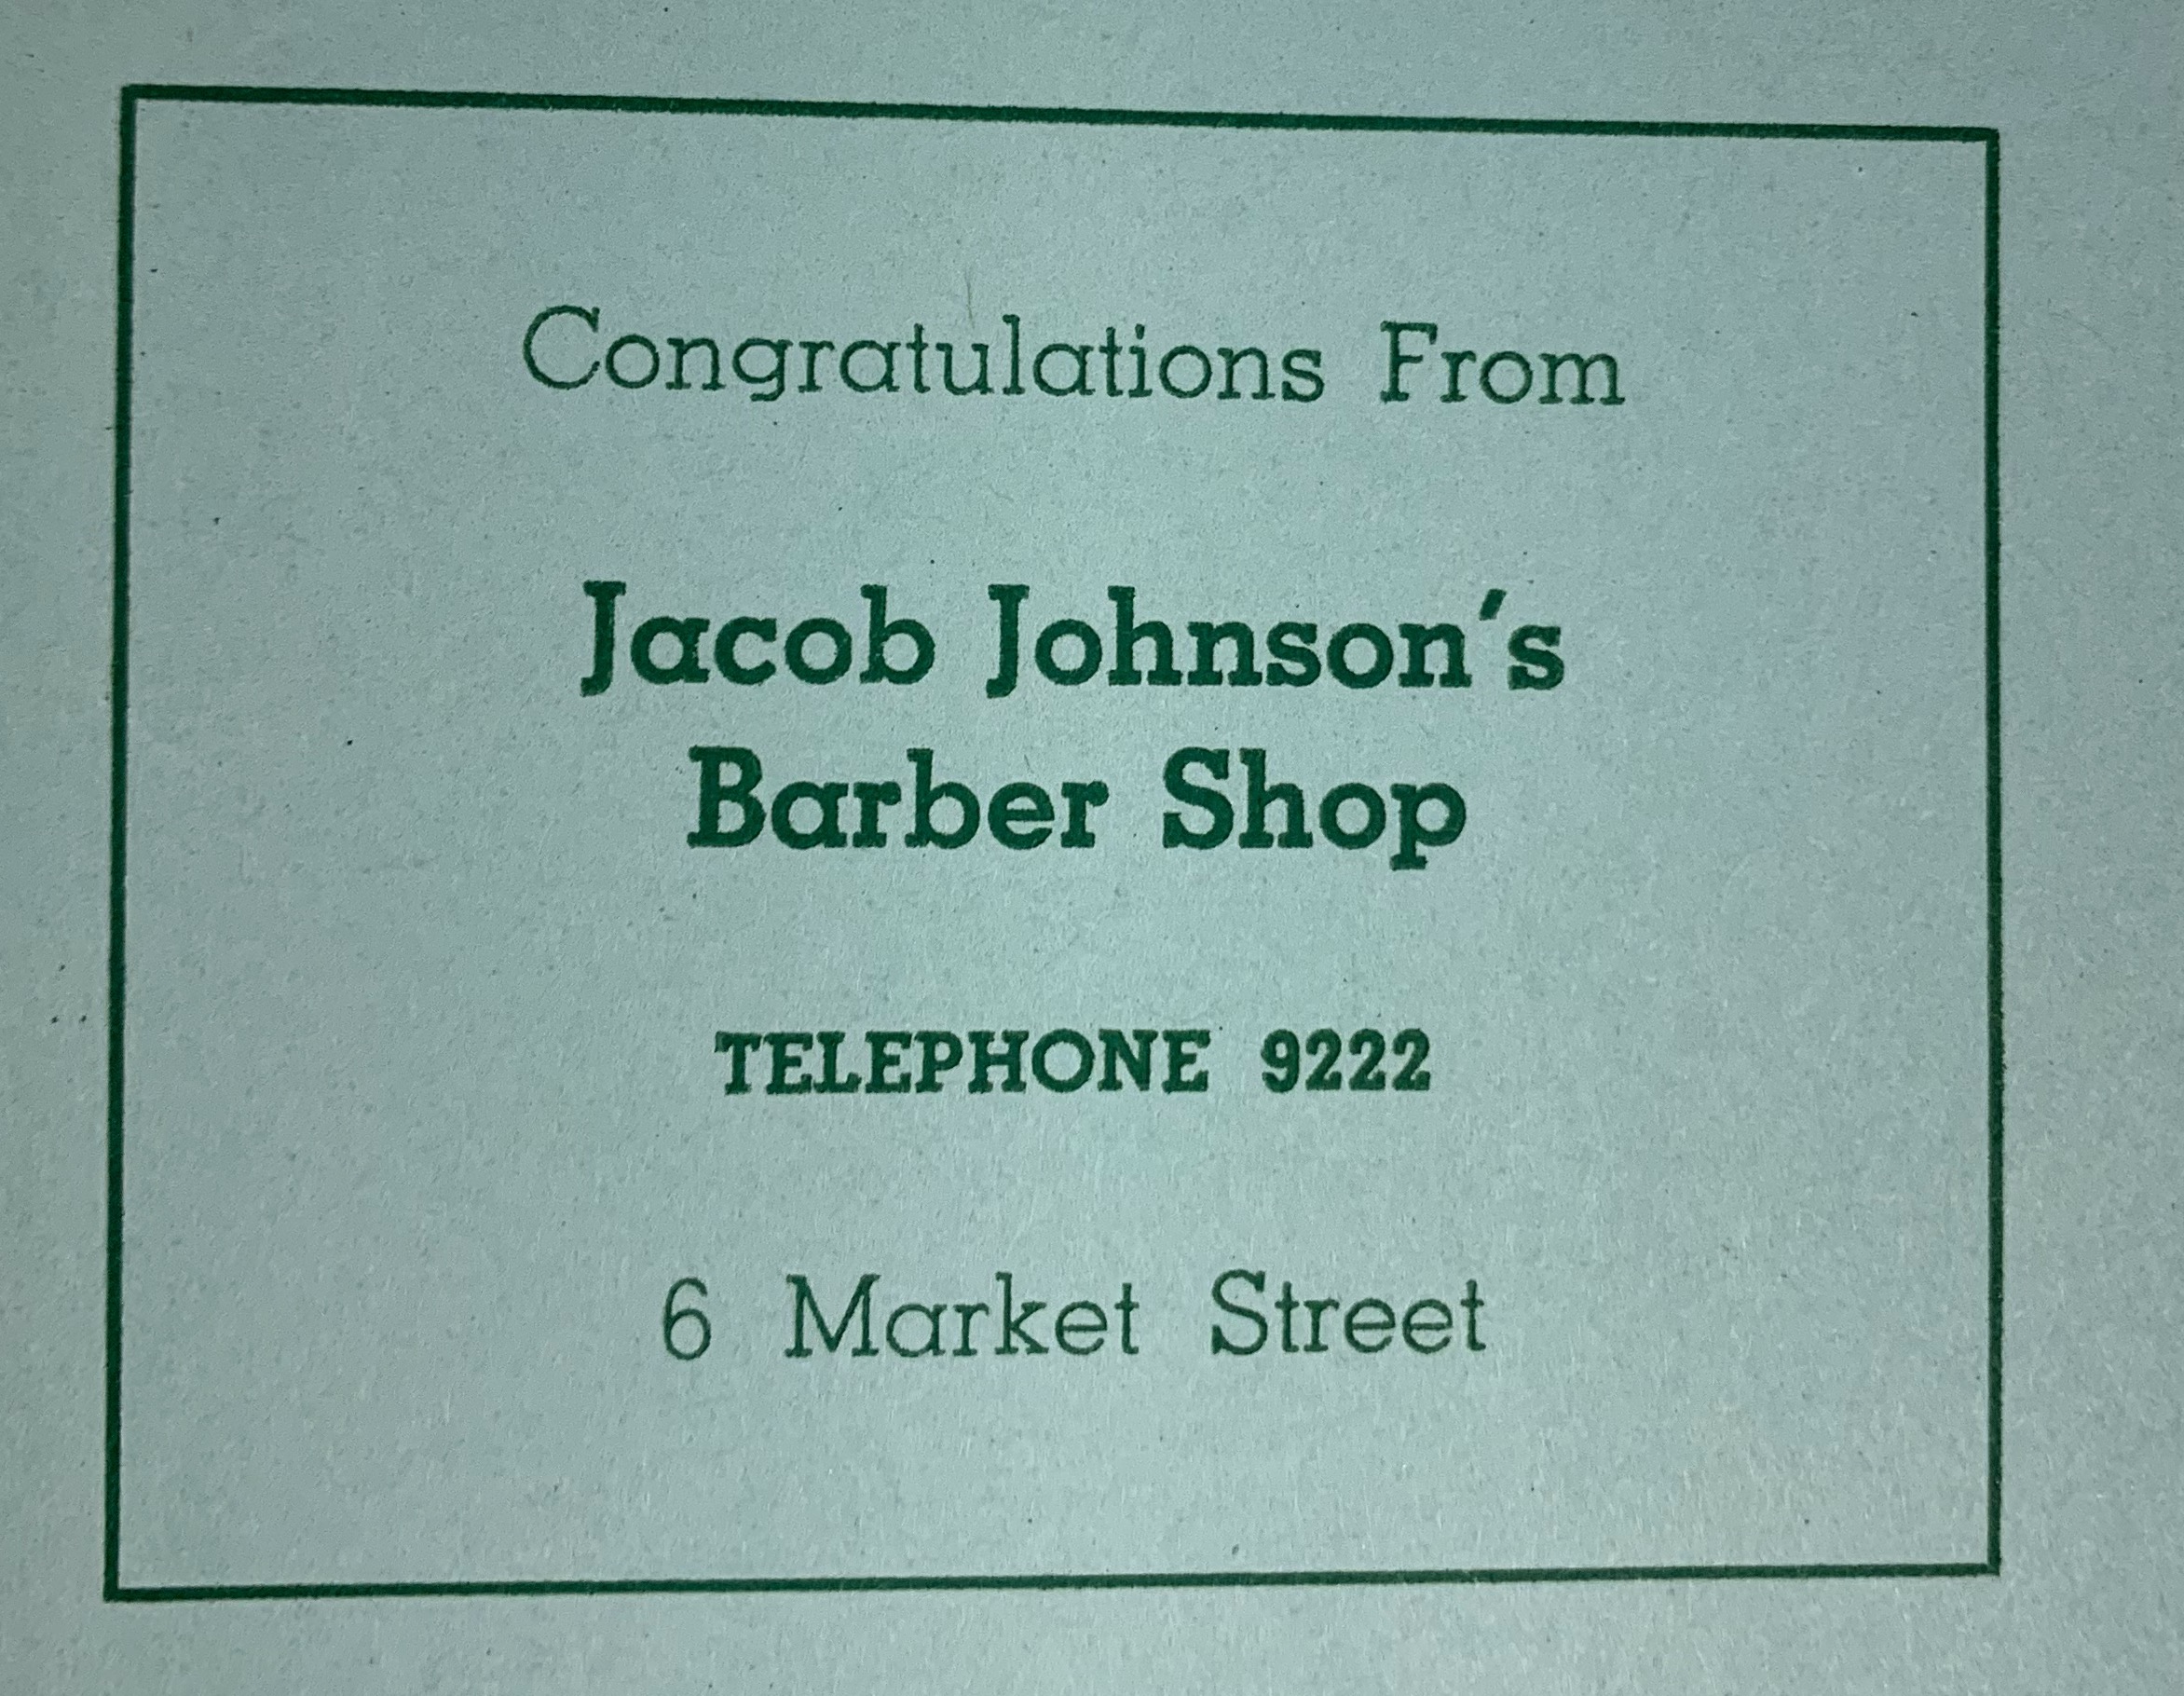 Congratulations From
Jacob Johnson's
Barber Shop
TELEPHONE 9222
6 Market Street